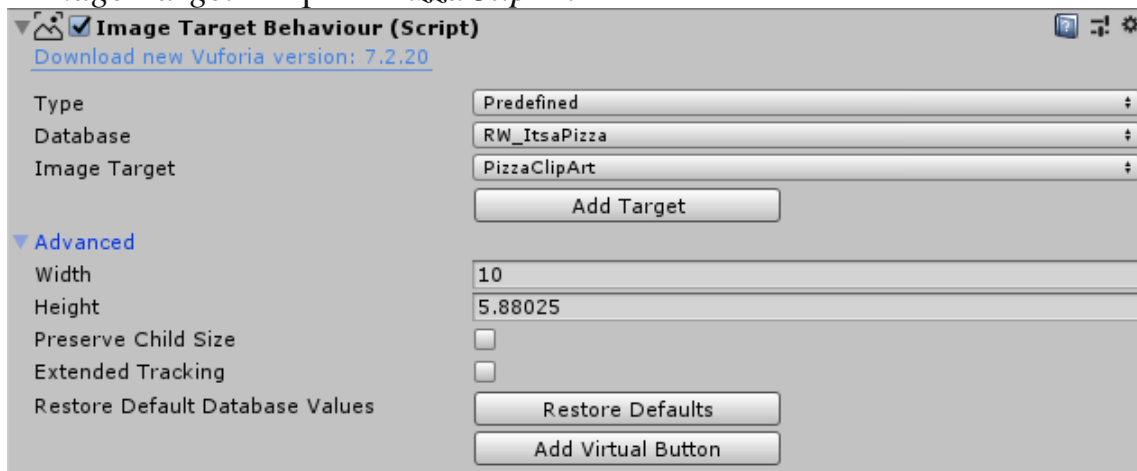 Image Target Behaviour (Script)
Download new Vuforia version: 7.2.20
Type Predefined
Database RW_ItsaPizza
Image Target PizzaClipArt
Add Target
Advanced
Width 10
Height 5.88025
Preserve Child Size
Extended Tracking
Restore Default Database Values Restore Defaults
Add Virtual Button